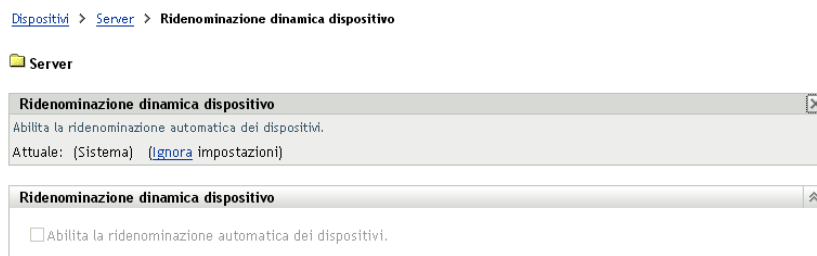 Dispositivi > Server > Ridenominazione dinamica dispositivo
Server
Ridenominazione dinamica dispositivo
Abilita la ridenominazione automatica dei dispositivi.
Attuale: (Sistema) (Ignora impostazioni)
Ridenominazione dinamica dispositivo
Abilita la ridenominazione automatica dei dispositivi.